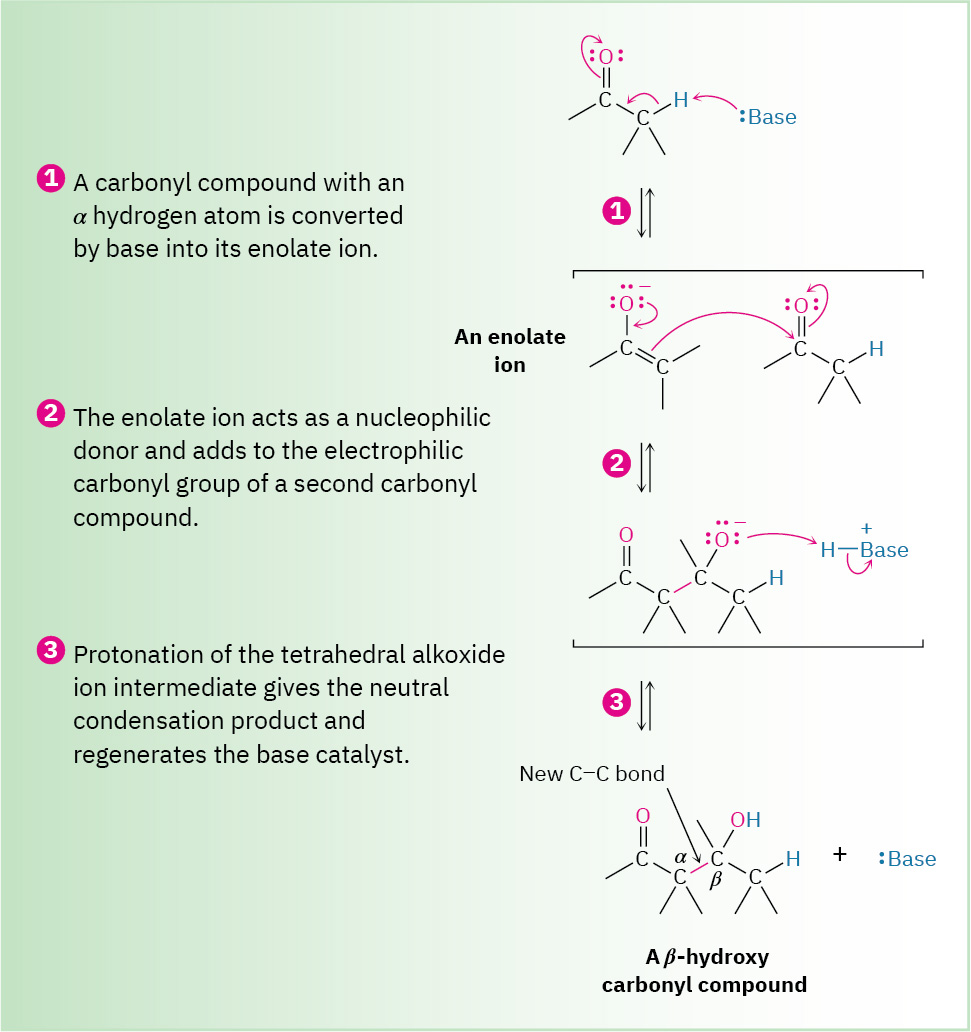 :O:
C
C
H
:Base
1 A carbonyl compound with an
α hydrogen atom is converted
by base into its enolate ion.
1
:O: −
C
C
:O:
C
C
H
An enolate
ion
2 The enolate ion acts as a nucleophilic
donor and adds to the electrophilic
carbonyl group of a second carbonyl
compound.
2
O
C
C
C
:O: −
C
H
H—Base
+
3 Protonation of the tetrahedral alkoxide
ion intermediate gives the neutral
condensation product and
regenerates the base catalyst.
3
New C–C bond
O
C
α
C
C
β
OH
C
H
+
:Base
A β-hydroxy
carbonyl compound